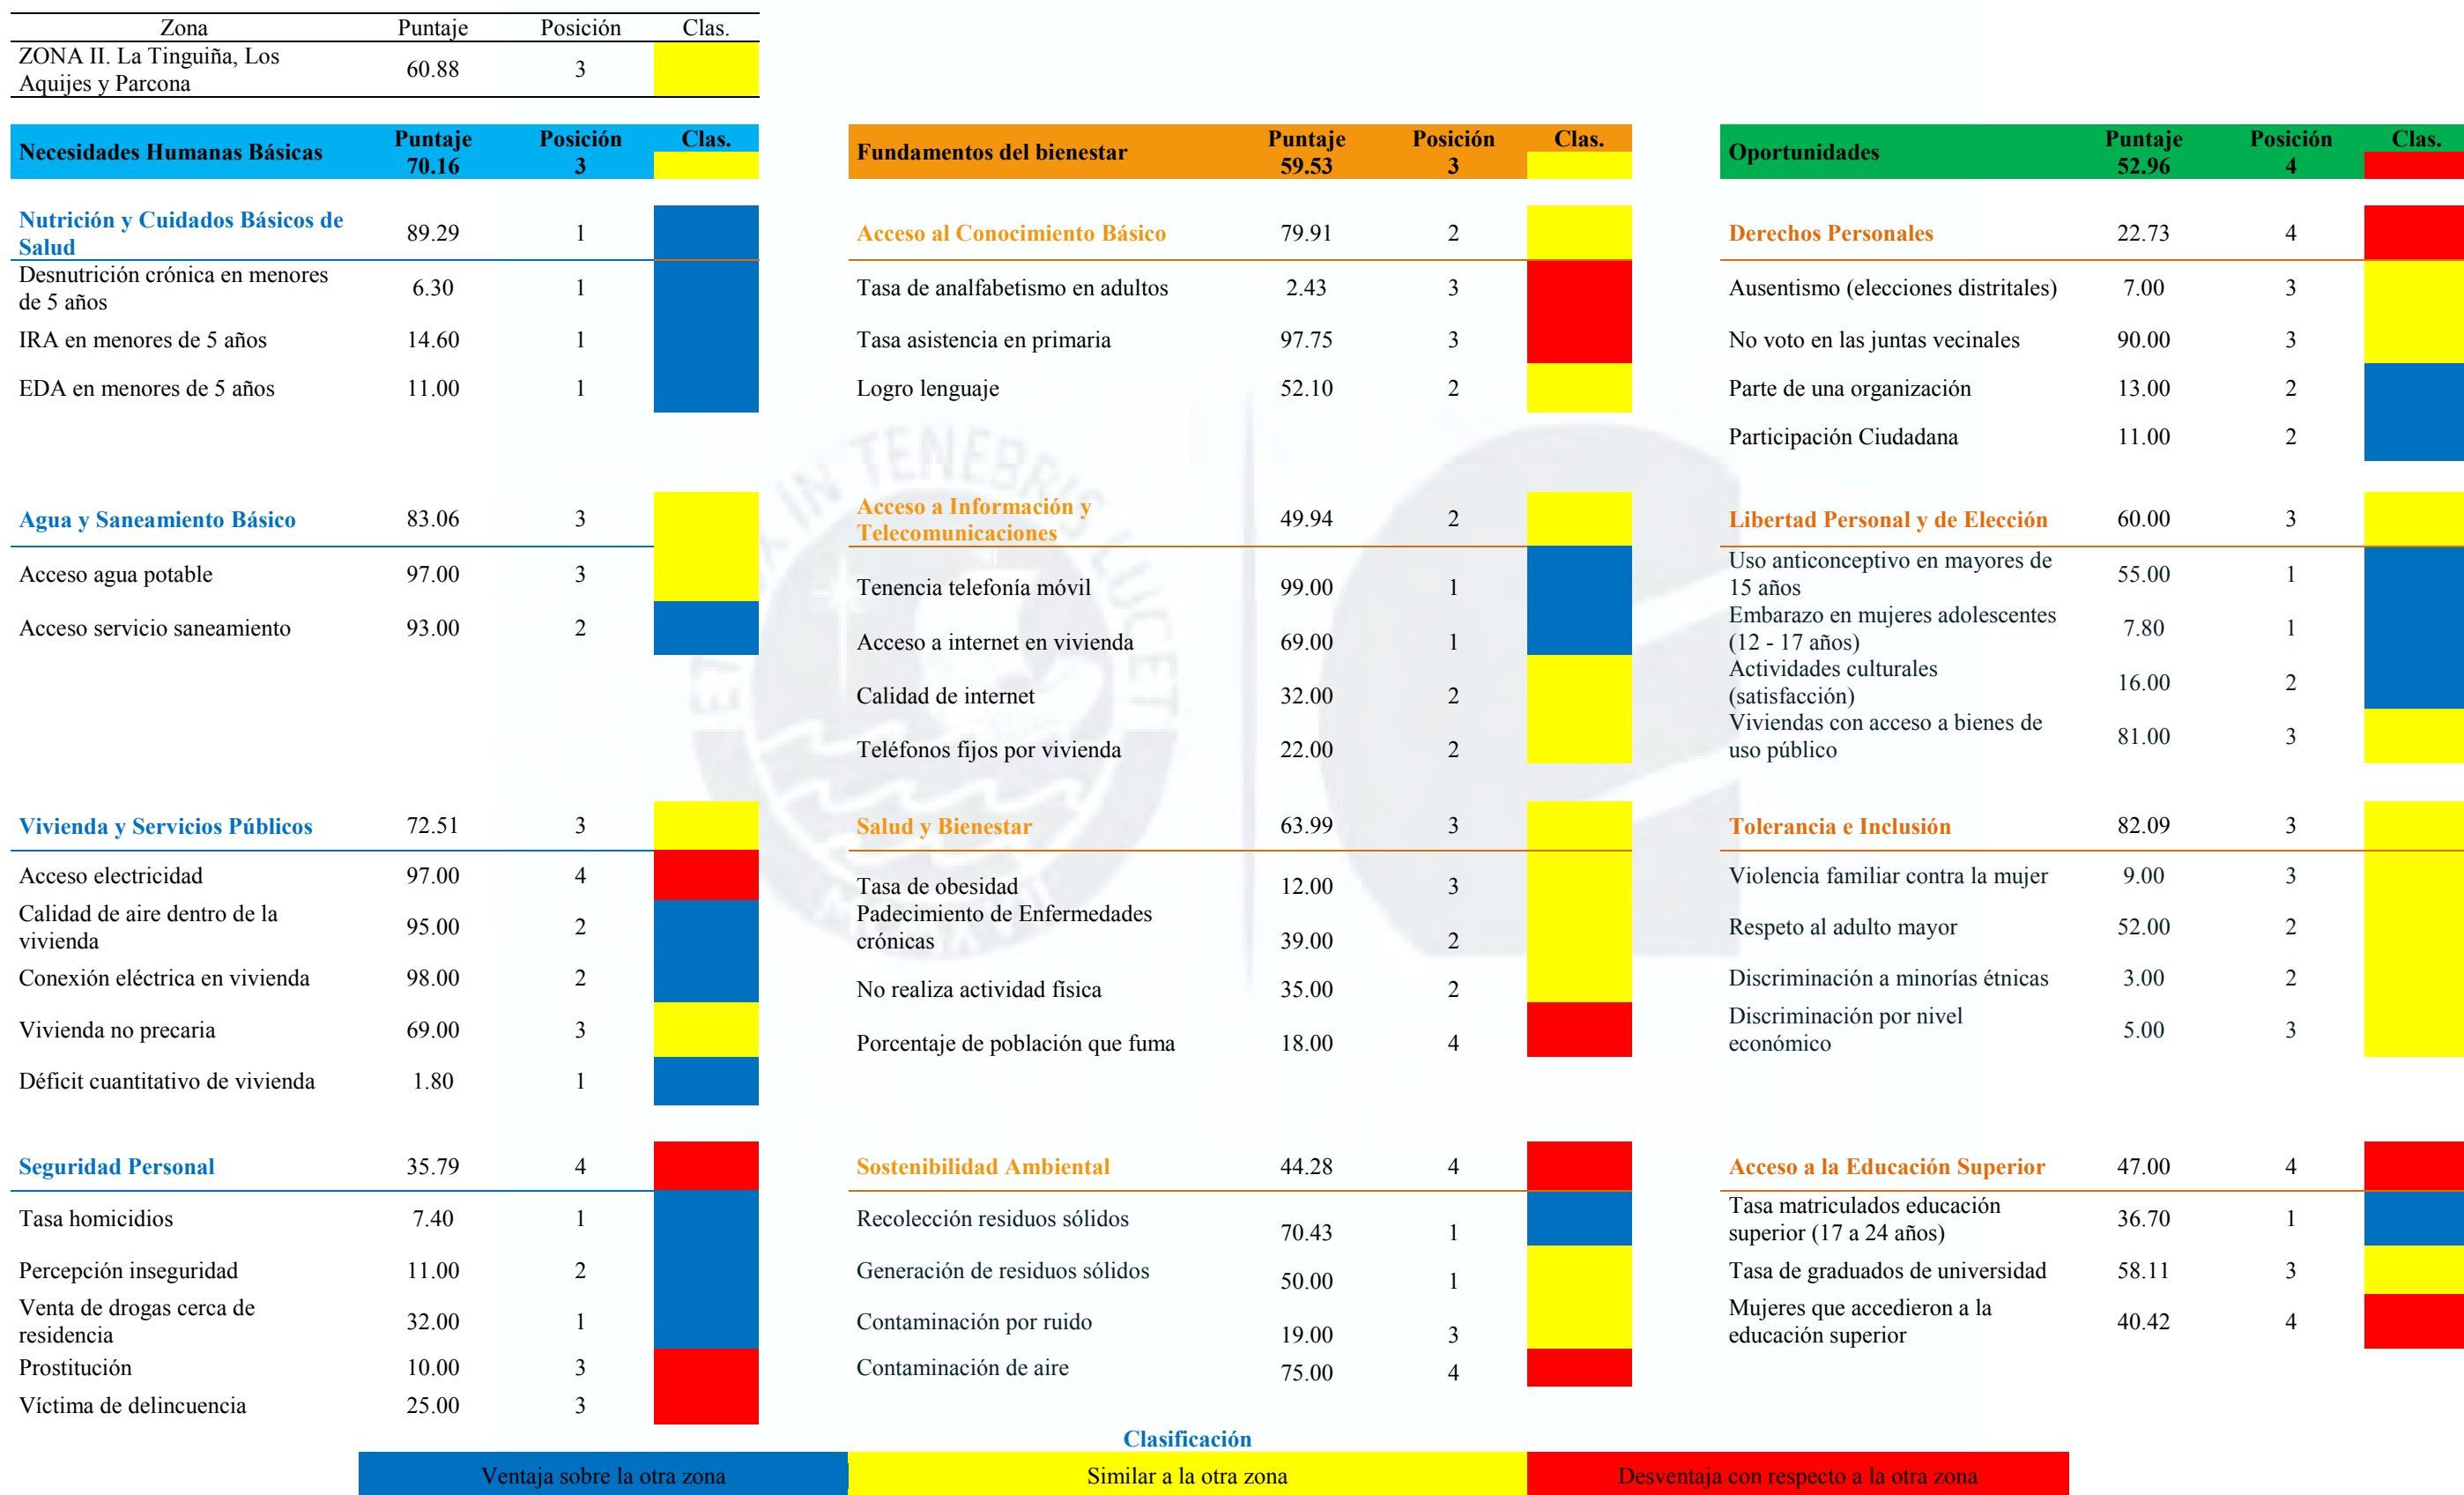 Zona Puntaje Posición Clas.
ZONA II. La Tinguiña, Los
Aquijes y Parcona 60.88 3
Necesidades Humanas Básicas Puntaje Posición Clas.
70.16 3
Nutrición y Cuidados Básicos de
Salud 89.29 1
Desnutrición crónica en menores
de 5 años 6.30 1
IRA en menores de 5 años 14.60 1
EDA en menores de 5 años 11.00 1
Agua y Saneamiento Básico 83.06 3
Acceso agua potable 97.00 3
Acceso servicio saneamiento 93.00 2
Vivienda y Servicios Públicos 72.51 3
Acceso electricidad 97.00 4
Calidad de aire dentro de la
vivienda 95.00 2
Conexión eléctrica en vivienda 98.00 2
Vivienda no precaria 69.00 3
Déficit cuantitativo de vivienda 1.80 1
Seguridad Personal 35.79 4
Tasa homicidios 7.40 1
Percepción inseguridad 11.00 2
Venta de drogas cerca de
residencia 32.00 1
Prostitución 10.00 3
Víctima de delincuencia 25.00 3
Fundamentos del bienestar Puntaje Posición Clas.
59.53 3
Acceso al Conocimiento Básico 79.91 2
Tasa de analfabetismo en adultos 2.43 3
Tasa asistencia en primaria 97.75 3
Logro lenguaje 52.10 2
Acceso a Información y
Telecomunicaciones 49.94 2
Tenencia telefonía móvil 99.00 1
Acceso a internet en vivienda 69.00 1
Calidad de internet 32.00 2
Teléfonos fijos por vivienda 22.00 2
Salud y Bienestar 63.99 3
Tasa de obesidad 12.00 3
Padecimiento de Enfermedades
crónicas 39.00 2
No realiza actividad física 35.00 2
Porcentaje de población que fuma 18.00 4
Sostenibilidad Ambiental 44.28 4
Recolección residuos sólidos 70.43 1
Generación de residuos sólidos 50.00 1
Contaminación por ruido 19.00 3
Contaminación de aire 75.00 4
Oportunidades Puntaje Posición Clas.
52.96 4
Derechos Personales 22.73 4
Ausentismo (elecciones distritales) 7.00 3
No voto en las juntas vecinales 90.00 3
Parte de una organización 13.00 2
Participación Ciudadana 11.00 2
Libertad Personal y de Elección 60.00 3
Uso anticonceptivo en mayores de
15 años 55.00 1
Embarazo en mujeres adolescentes
(12 - 17 años) 7.80 1
Actividades culturales
(satisfacción) 16.00 2
Viviendas con acceso a bienes de
uso público 81.00 3
Tolerancia e Inclusión 82.09 3
Violencia familiar contra la mujer 9.00 3
Respeto al adulto mayor 52.00 2
Discriminación a minorías étnicas 3.00 2
Discriminación por nivel
económico 5.00 3
Acceso a la Educación Superior 47.00 4
Tasa matriculados educación
superior (17 a 24 años) 36.70 1
Tasa de graduados de universidad 58.11 3
Mujeres que accedieron a la
educación superior 40.42 4
Clasificación
Ventaja sobre la otra zona Similar a la otra zona Desventaja con respecto a la otra zona
ET LUX IN TENEBRIS LUCET